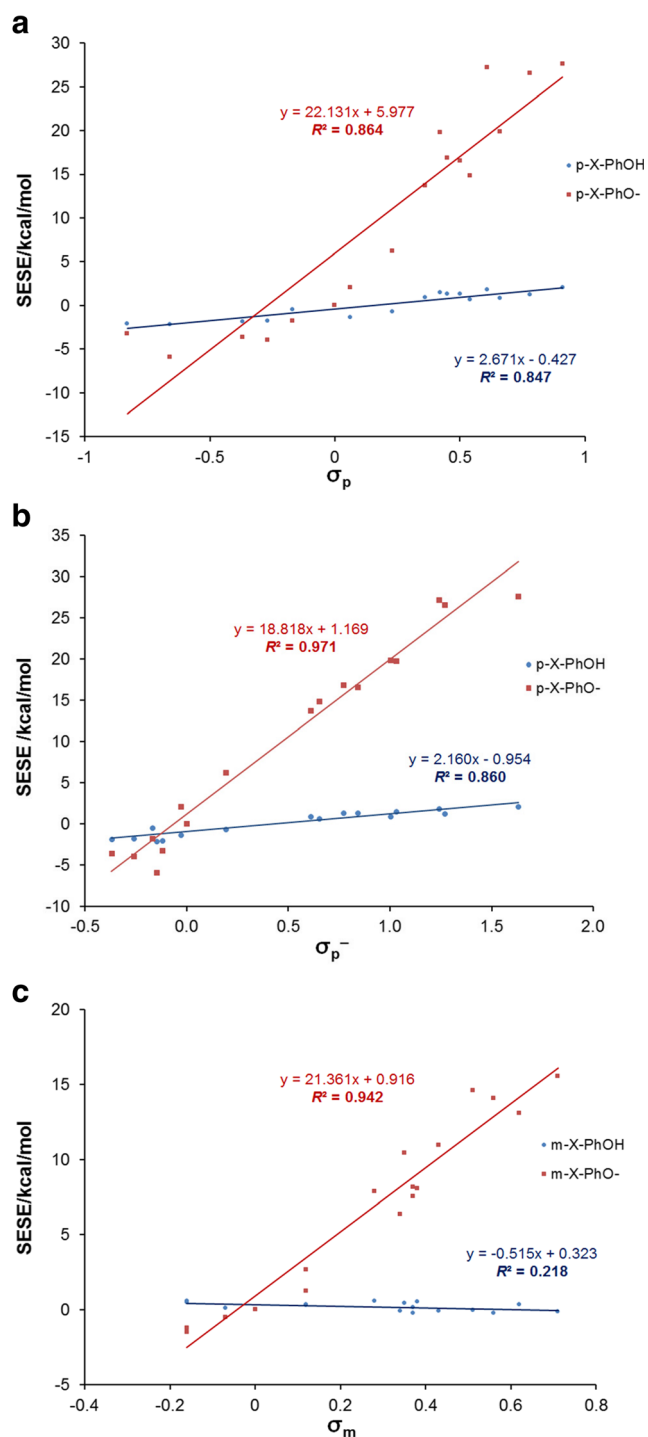 a
30
25
20
15
10
5
0
-5
-10
-15
SESE/kcal/mol
y = 22.131x + 5.977
R² = 0.864
p-X-PhOH
p-X-PhO-
y = 2.671x - 0.427
R² = 0.847
-1
-0.5
0
0.5
1
σp
b
35
30
25
20
15
10
5
0
-5
-10
SESE /kcal/mol
y = 18.818x + 1.169
R² = 0.971
p-X-PhOH
p-X-PhO-
y = 2.160x - 0.954
R² = 0.860
-0.5
0.0
0.5
1.0
1.5
2.0
σp⁻
c
20
15
10
5
0
-5
SESE/kcal/mol
y = 21.361x + 0.916
R² = 0.942
m-X-PhOH
m-X-PhO-
y = -0.515x + 0.323
R² = 0.218
-0.4
-0.2
0
0.2
0.4
0.6
0.8
σm